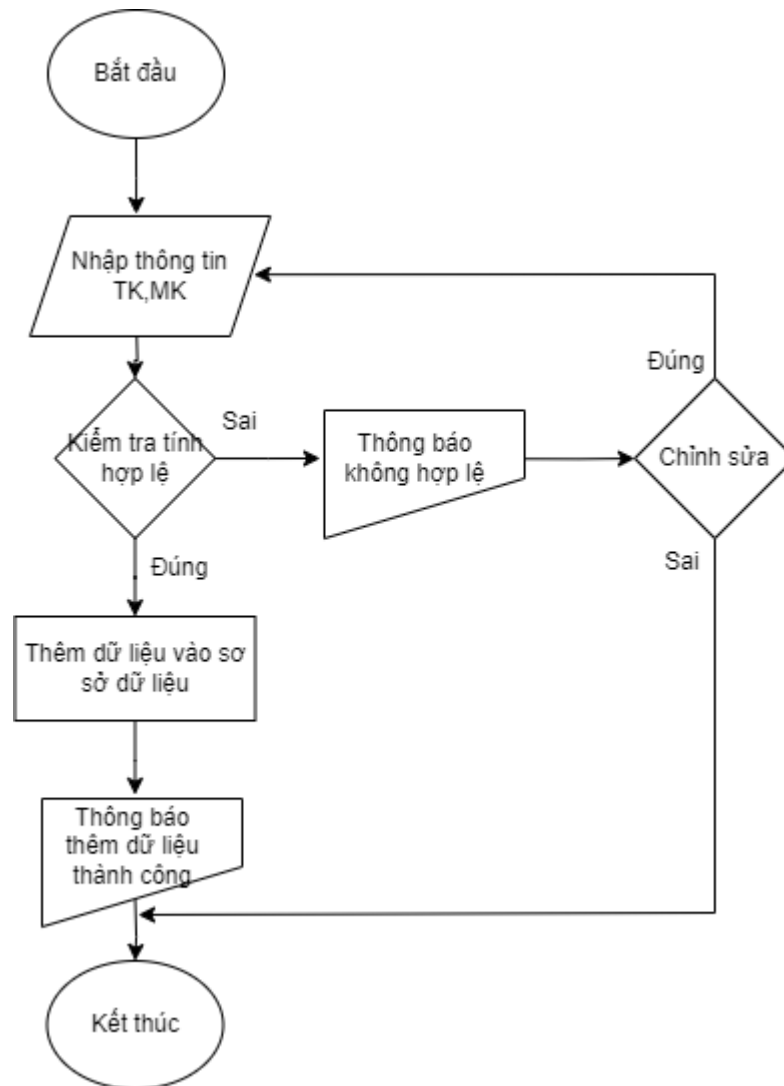 Bắt đầu
Nhập thông tin
TK,MK
Đúng
Kiểm tra tính
hợp lệ
Sai
Thông báo
không hợp lệ
Chỉnh sửa
Đúng
Sai
Thêm dữ liệu vào sơ
sở dữ liệu
Thông báo
thêm dữ liệu
thành công
Kết thúc